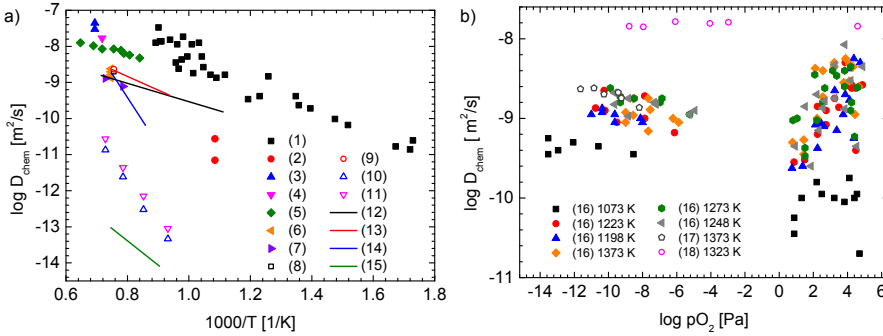 a)
log D_chem [m²/s]
-7
-8
-9
-10
-11
-12
-13
-14
0.6 0.8 1.0 1.2 1.4 1.6 1.8
1000/T [1/K]
(1) (9)
(2) (10)
(3) (11)
(4) (12)
(5) (13)
(6) (14)
(7) (15)
(8)
b)
log D_chem [m²/s]
-7
-8
-9
-10
-11
-14 -12 -10 -8 -6 -4 -2 0 2 4 6
log pO₂ [Pa]
(16) 1073 K (16) 1273 K
(16) 1223 K (16) 1248 K
(16) 1198 K (17) 1373 K
(16) 1373 K (18) 1323 K